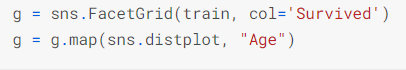 g = sns.FacetGrid(train, col='Survived')
g = g.map(sns.distplot, "Age")